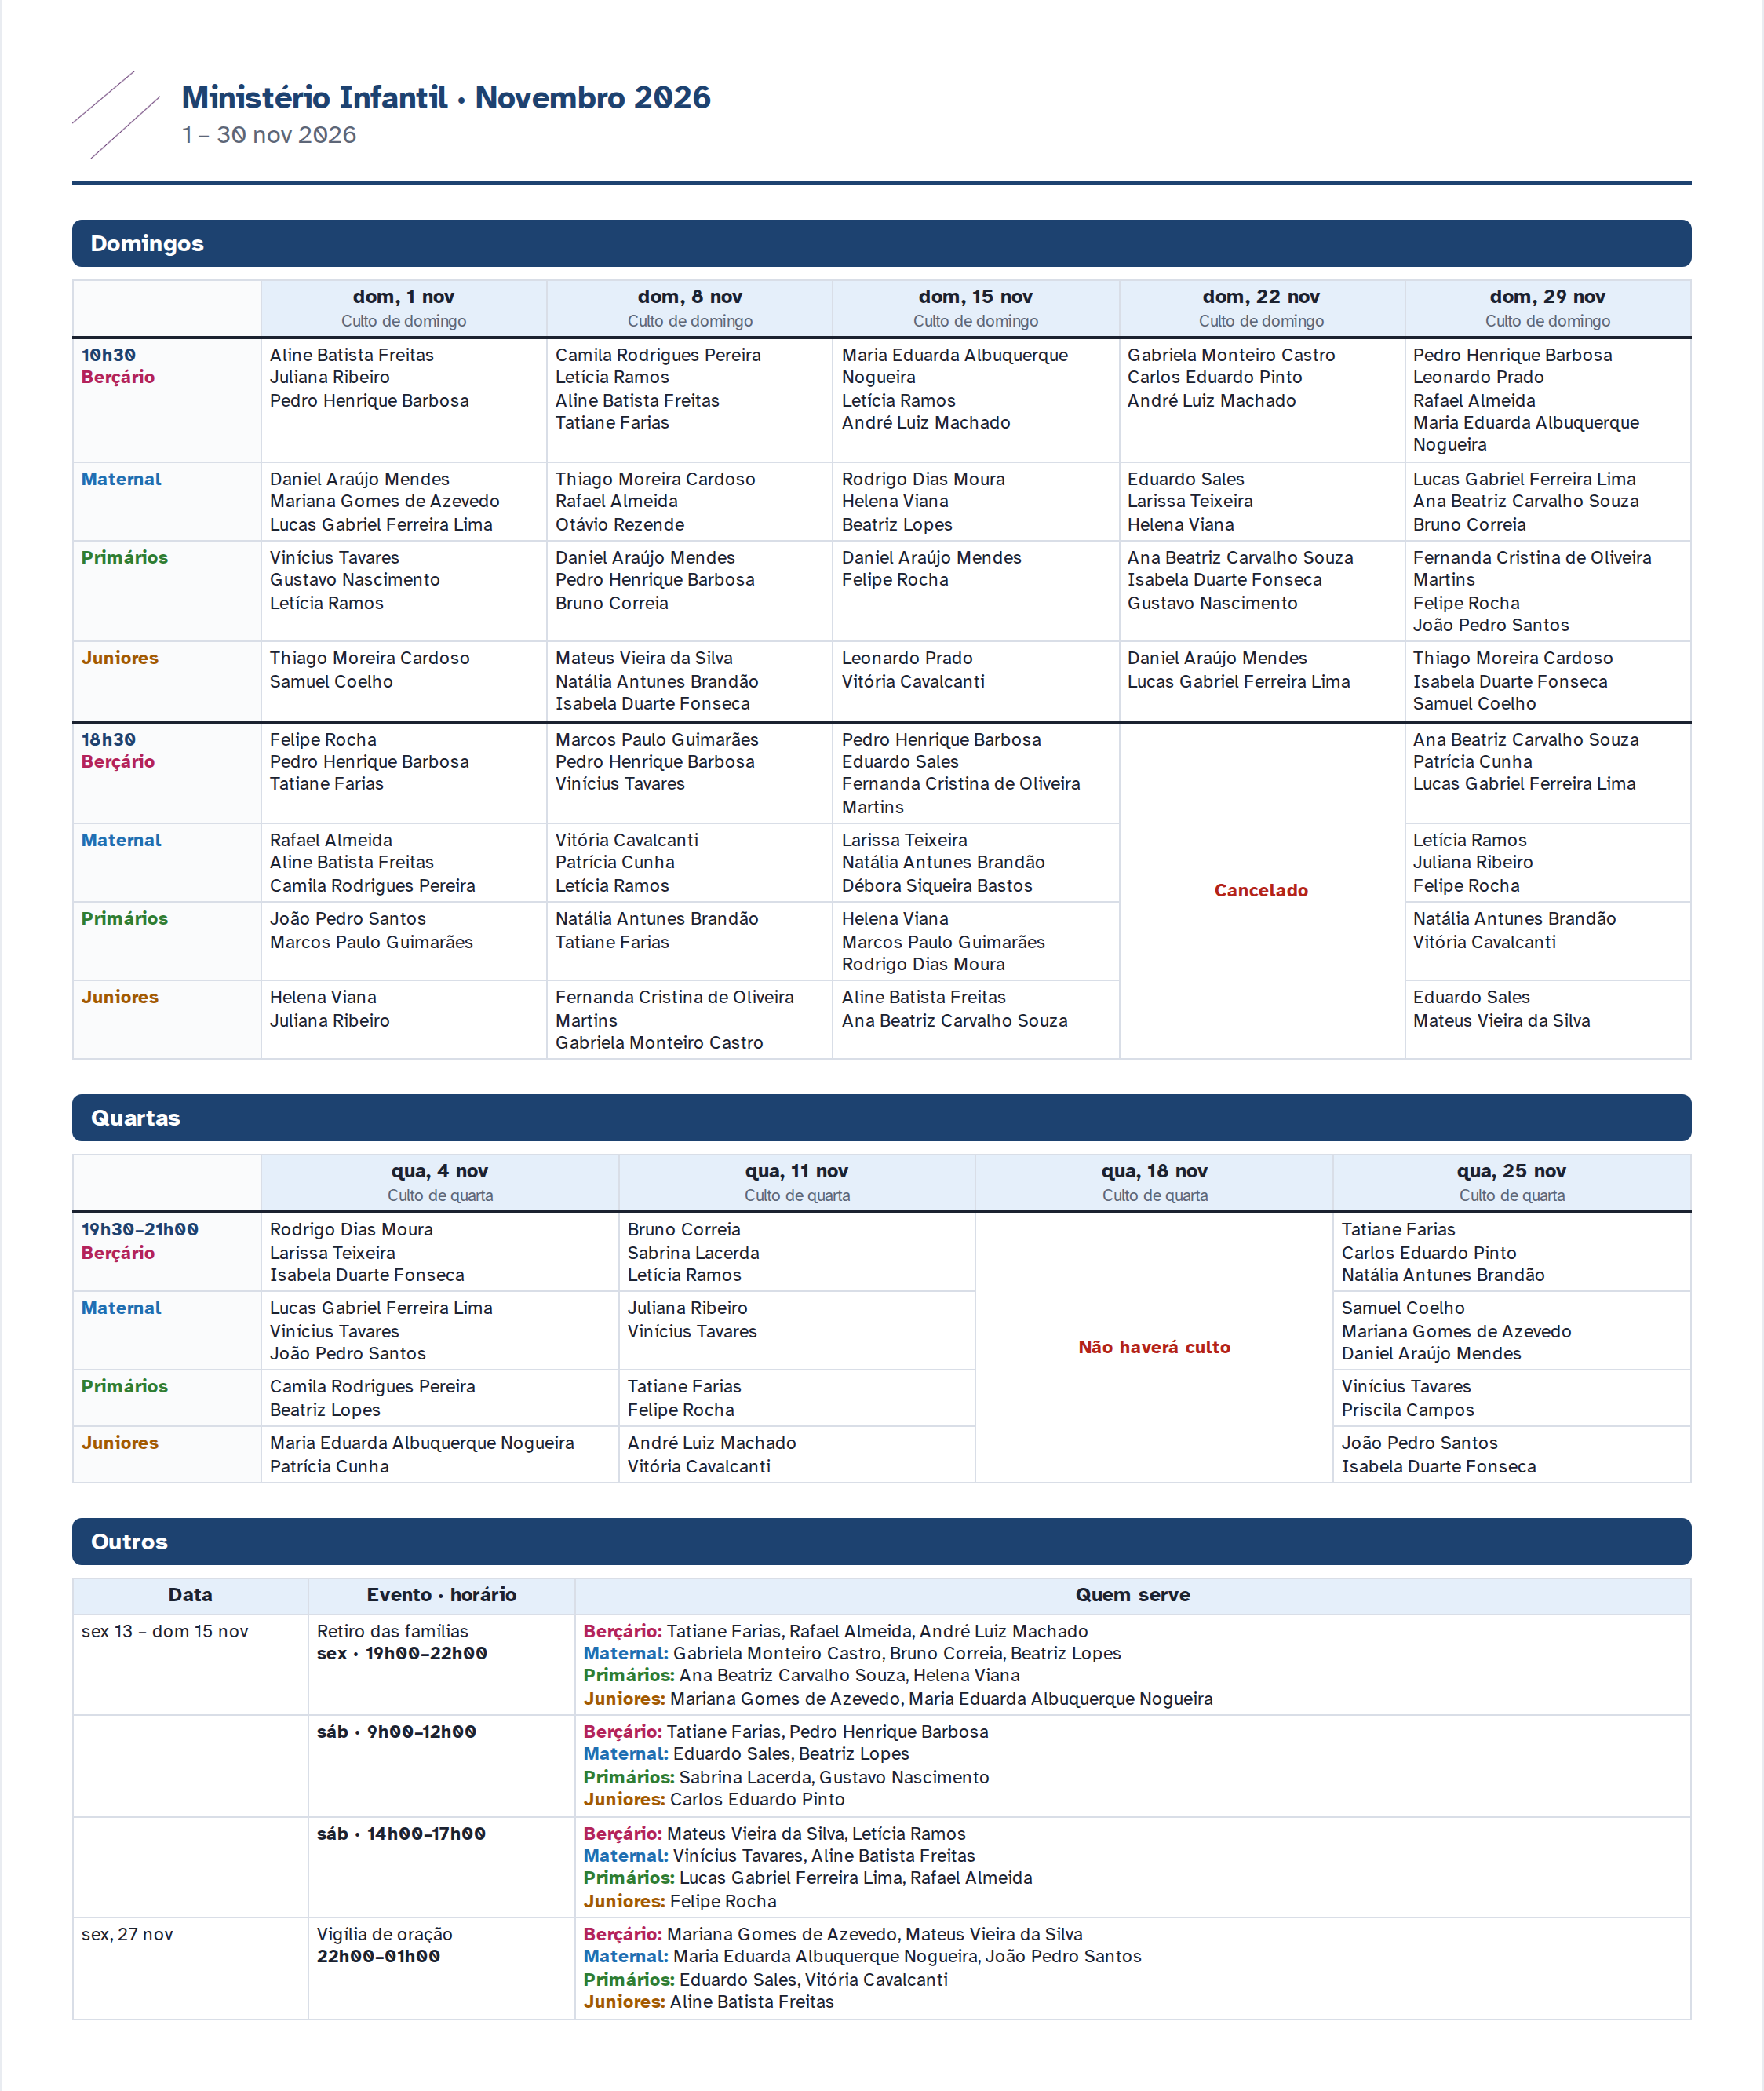 Ministério Infantil • Novembro 2026
1 – 30 nov 2026
Domingos
dom, 1 nov
Culto de domingo
dom, 8 nov
Culto de domingo
dom, 15 nov
Culto de domingo
dom, 22 nov
Culto de domingo
dom, 29 nov
Culto de domingo
10h30
Berçário
Aline Batista Freitas
Juliana Ribeiro
Pedro Henrique Barbosa
Camila Rodrigues Pereira
Letícia Ramos
Aline Batista Freitas
Tatiane Farias
Maria Eduarda Albuquerque
Nogueira
Letícia Ramos
André Luiz Machado
Gabriela Monteiro Castro
Carlos Eduardo Pinto
André Luiz Machado
Pedro Henrique Barbosa
Leonardo Prado
Rafael Almeida
Maria Eduarda Albuquerque
Nogueira
Maternal
Daniel Araújo Mendes
Mariana Gomes de Azevedo
Lucas Gabriel Ferreira Lima
Thiago Moreira Cardoso
Rafael Almeida
Otávio Rezende
Rodrigo Dias Moura
Helena Viana
Beatriz Lopes
Eduardo Sales
Larissa Teixeira
Helena Viana
Lucas Gabriel Ferreira Lima
Ana Beatriz Carvalho Souza
Bruno Correia
Primários
Vinícius Tavares
Gustavo Nascimento
Letícia Ramos
Daniel Araújo Mendes
Pedro Henrique Barbosa
Bruno Correia
Daniel Araújo Mendes
Felipe Rocha
Ana Beatriz Carvalho Souza
Isabela Duarte Fonseca
Gustavo Nascimento
Fernanda Cristina de Oliveira
Martins
Felipe Rocha
João Pedro Santos
Juniores
Thiago Moreira Cardoso
Samuel Coelho
Mateus Vieira da Silva
Natália Antunes Brandão
Isabela Duarte Fonseca
Leonardo Prado
Vitória Cavalcanti
Daniel Araújo Mendes
Lucas Gabriel Ferreira Lima
Thiago Moreira Cardoso
Isabela Duarte Fonseca
Samuel Coelho
18h30
Berçário
Felipe Rocha
Pedro Henrique Barbosa
Tatiane Farias
Marcos Paulo Guimarães
Pedro Henrique Barbosa
Vinícius Tavares
Pedro Henrique Barbosa
Eduardo Sales
Fernanda Cristina de Oliveira
Martins
Cancelado
Ana Beatriz Carvalho Souza
Patrícia Cunha
Lucas Gabriel Ferreira Lima
Maternal
Rafael Almeida
Aline Batista Freitas
Camila Rodrigues Pereira
Vitória Cavalcanti
Patrícia Cunha
Letícia Ramos
Larissa Teixeira
Natália Antunes Brandão
Débora Siqueira Bastos
Letícia Ramos
Juliana Ribeiro
Felipe Rocha
Primários
João Pedro Santos
Marcos Paulo Guimarães
Natália Antunes Brandão
Tatiane Farias
Helena Viana
Marcos Paulo Guimarães
Rodrigo Dias Moura
Natália Antunes Brandão
Vitória Cavalcanti
Juniores
Helena Viana
Juliana Ribeiro
Fernanda Cristina de Oliveira
Martins
Gabriela Monteiro Castro
Aline Batista Freitas
Ana Beatriz Carvalho Souza
Eduardo Sales
Mateus Vieira da Silva
Quartas
qua, 4 nov
Culto de quarta
qua, 11 nov
Culto de quarta
qua, 18 nov
Culto de quarta
qua, 25 nov
Culto de quarta
19h30–21h00
Berçário
Rodrigo Dias Moura
Larissa Teixeira
Isabela Duarte Fonseca
Bruno Correia
Sabrina Lacerda
Letícia Ramos
Não haverá culto
Tatiane Farias
Carlos Eduardo Pinto
Natália Antunes Brandão
Maternal
Lucas Gabriel Ferreira Lima
Vinícius Tavares
João Pedro Santos
Juliana Ribeiro
Vinícius Tavares
Samuel Coelho
Mariana Gomes de Azevedo
Daniel Araújo Mendes
Primários
Camila Rodrigues Pereira
Beatriz Lopes
Tatiane Farias
Felipe Rocha
Vinícius Tavares
Priscila Campos
Juniores
Maria Eduarda Albuquerque Nogueira
Patrícia Cunha
André Luiz Machado
Vitória Cavalcanti
João Pedro Santos
Isabela Duarte Fonseca
Outros
Data
Evento • horário
Quem serve
sex 13 – dom 15 nov
Retiro das famílias
sex • 19h00–22h00
Berçário: Tatiane Farias, Rafael Almeida, André Luiz Machado
Maternal: Gabriela Monteiro Castro, Bruno Correia, Beatriz Lopes
Primários: Ana Beatriz Carvalho Souza, Helena Viana
Juniores: Mariana Gomes de Azevedo, Maria Eduarda Albuquerque Nogueira
sáb • 9h00–12h00
Berçário: Tatiane Farias, Pedro Henrique Barbosa
Maternal: Eduardo Sales, Beatriz Lopes
Primários: Sabrina Lacerda, Gustavo Nascimento
Juniores: Carlos Eduardo Pinto
sáb • 14h00–17h00
Berçário: Mateus Vieira da Silva, Letícia Ramos
Maternal: Vinícius Tavares, Aline Batista Freitas
Primários: Lucas Gabriel Ferreira Lima, Rafael Almeida
Juniores: Felipe Rocha
sex, 27 nov
Vigília de oração
22h00–01h00
Berçário: Mariana Gomes de Azevedo, Mateus Vieira da Silva
Maternal: Maria Eduarda Albuquerque Nogueira, João Pedro Santos
Primários: Eduardo Sales, Vitória Cavalcanti
Juniores: Aline Batista Freitas